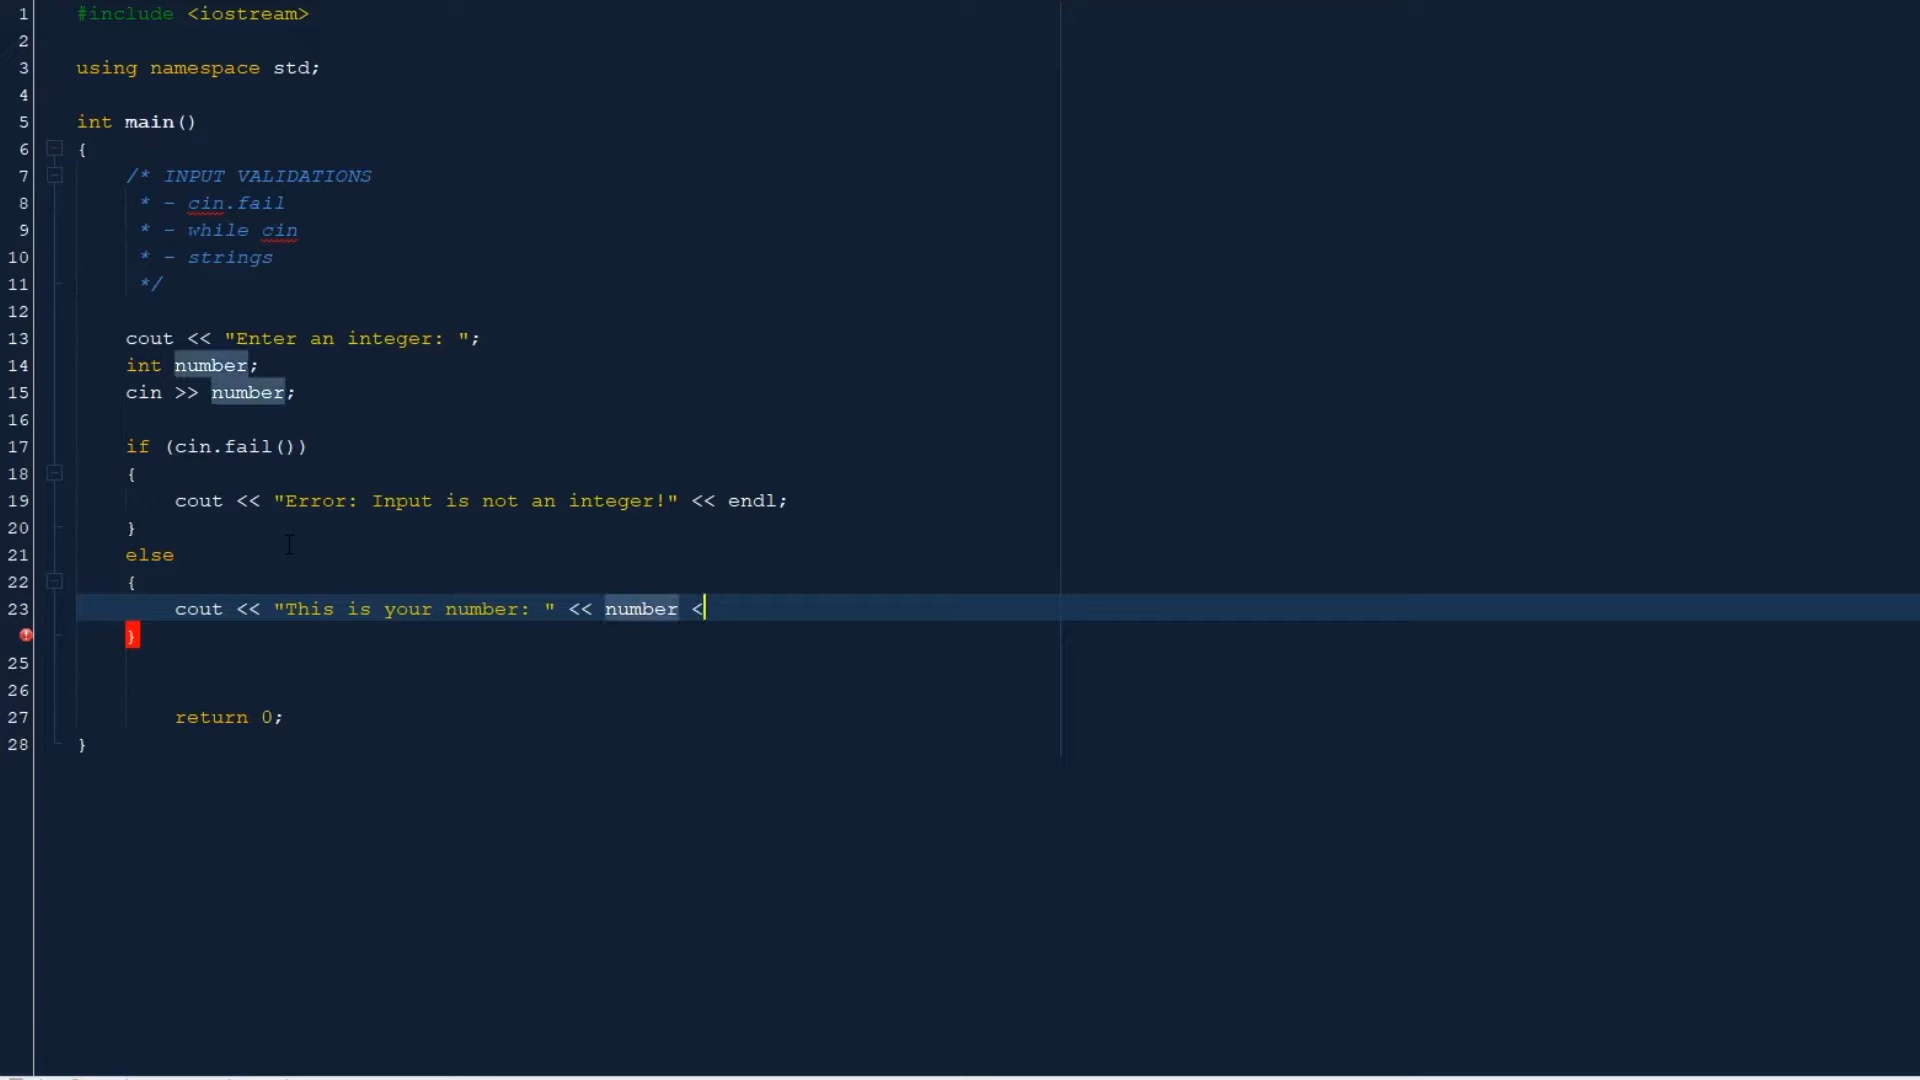 1 #include <iostream>
2
3 using namespace std;
4
5 int main()
6 {
7 /* INPUT VALIDATIONS
8 * - cin.fail
9 * - while cin
10 * - strings
11 */
12
13 cout << "Enter an integer: ";
14 int number;
15 cin >> number;
16
17 if (cin.fail())
18 {
19 cout << "Error: Input is not an integer!" << endl;
20 }
21 else
22 {
23 cout << "This is your number: " << number <
}
25
26
27 return 0;
28 }